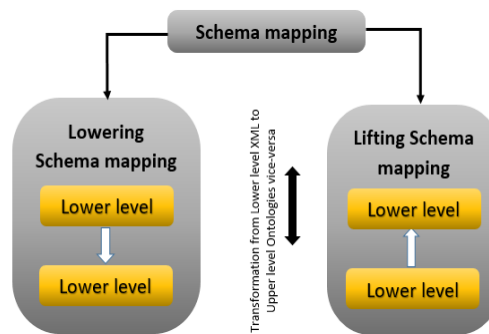 Schema mapping
Lowering
Schema mapping
Lower level
Lower level
Transformation from Lower level XML to
Upper level Ontologies vice-versa
Lifting Schema
mapping
Lower level
Lower level